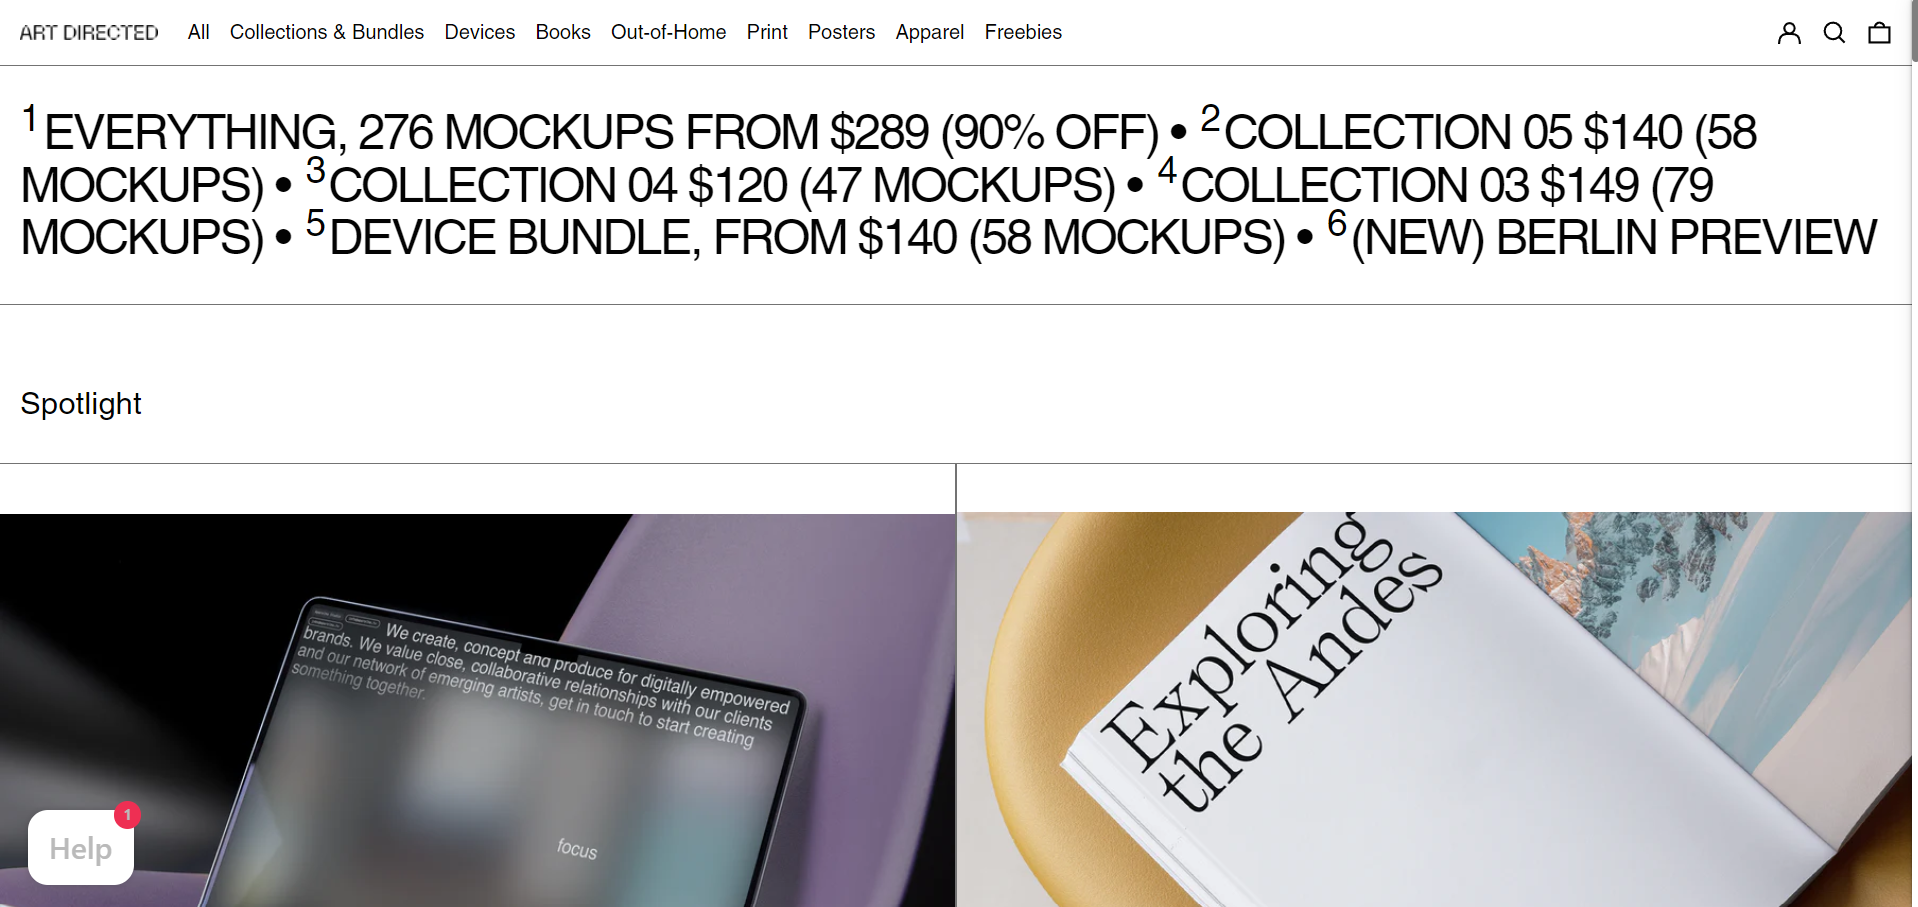 ART DIRECTED All Collections & Bundles Devices Books Out-of-Home Print Posters Apparel Freebies
1 EVERYTHING, 276 MOCKUPS FROM $289 (90% OFF) • 2 COLLECTION 05 $140 (58
MOCKUPS) • 3 COLLECTION 04 $120 (47 MOCKUPS) • 4 COLLECTION 03 $149 (79
MOCKUPS) • 5 DEVICE BUNDLE, FROM $140 (58 MOCKUPS) • 6 (NEW) BERLIN PREVIEW
Spotlight
We create, concept and produce for digitally empowered
brands. We value close, collaborative relationships with our clients
and our network of emerging artists, get in touch to start creating
something together.
focus
Exploring
the Andes
1
Help